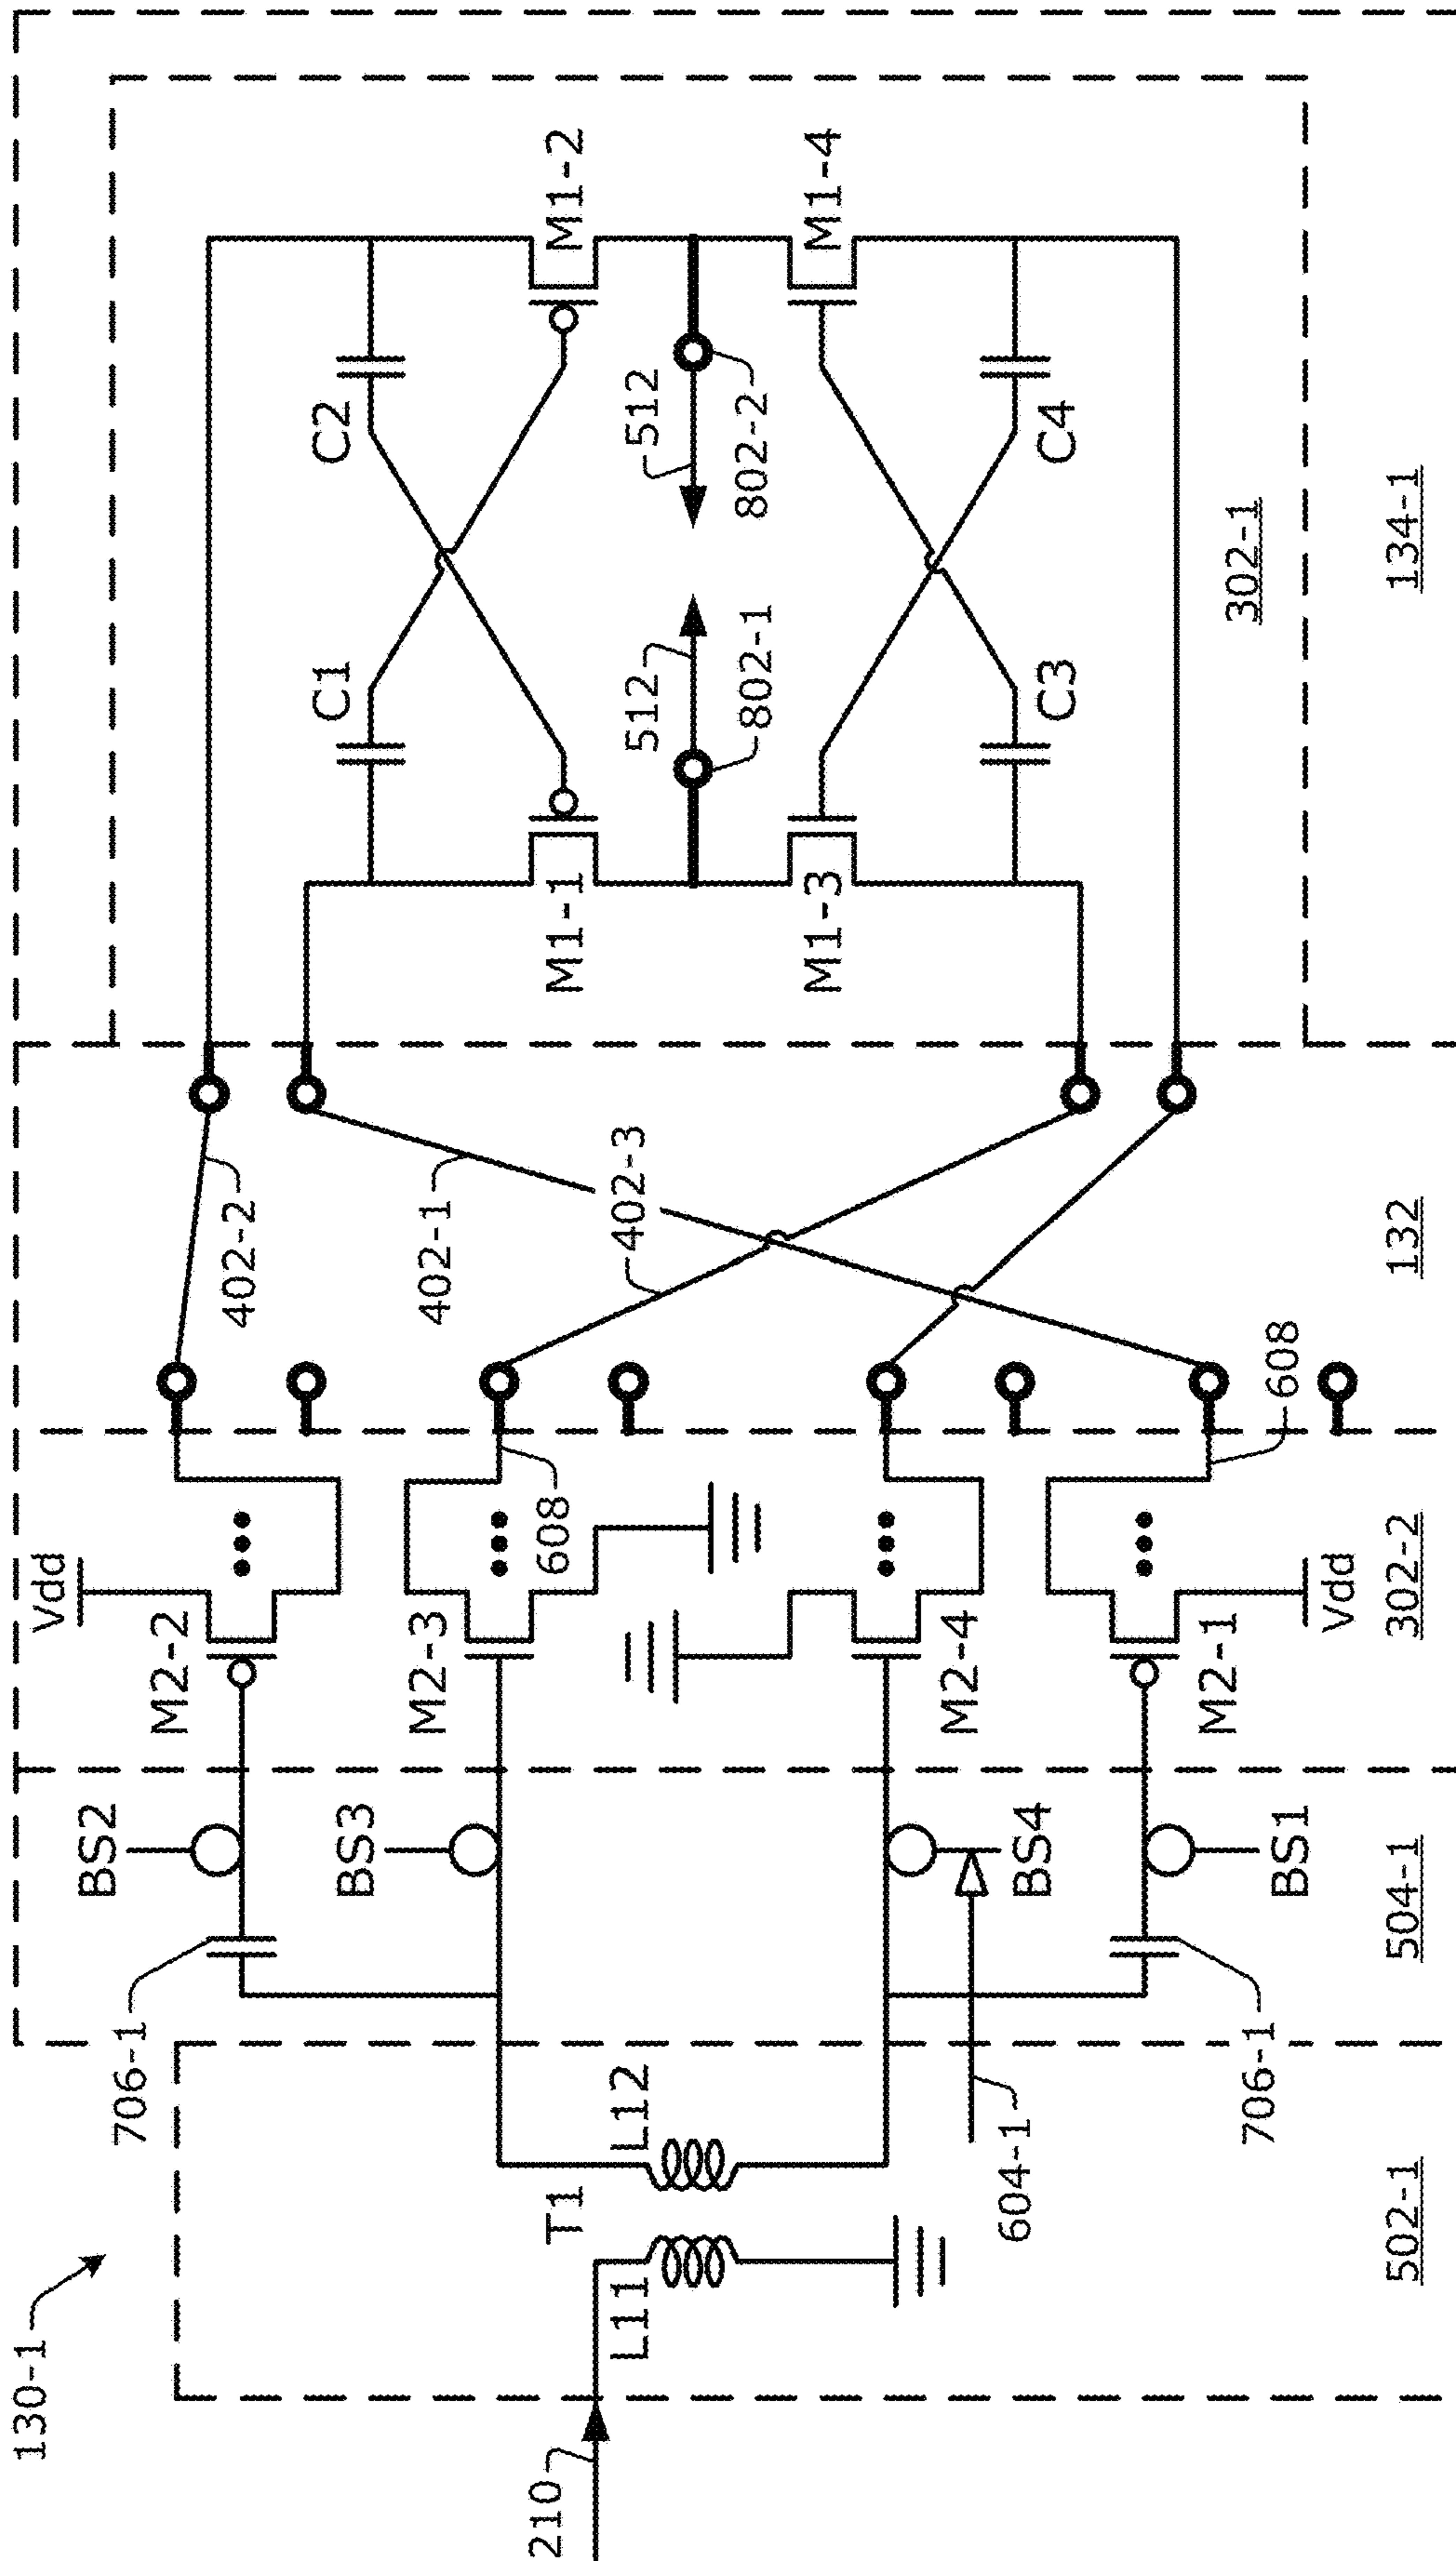 130-1
Vdd
BS2
706-1
M2-2
402-2
C1
C2
BS3
M2-3
402-1
210
T1
608
M1-1
M1-2
L11
L12
402-3
512
512
802-1
802-2
M1-3
M1-4
M2-4
604-1
BS4
C3
C4
M2-1
302-1
706-1
608
BS1
Vdd
502-1
504-1
302-2
132
134-1